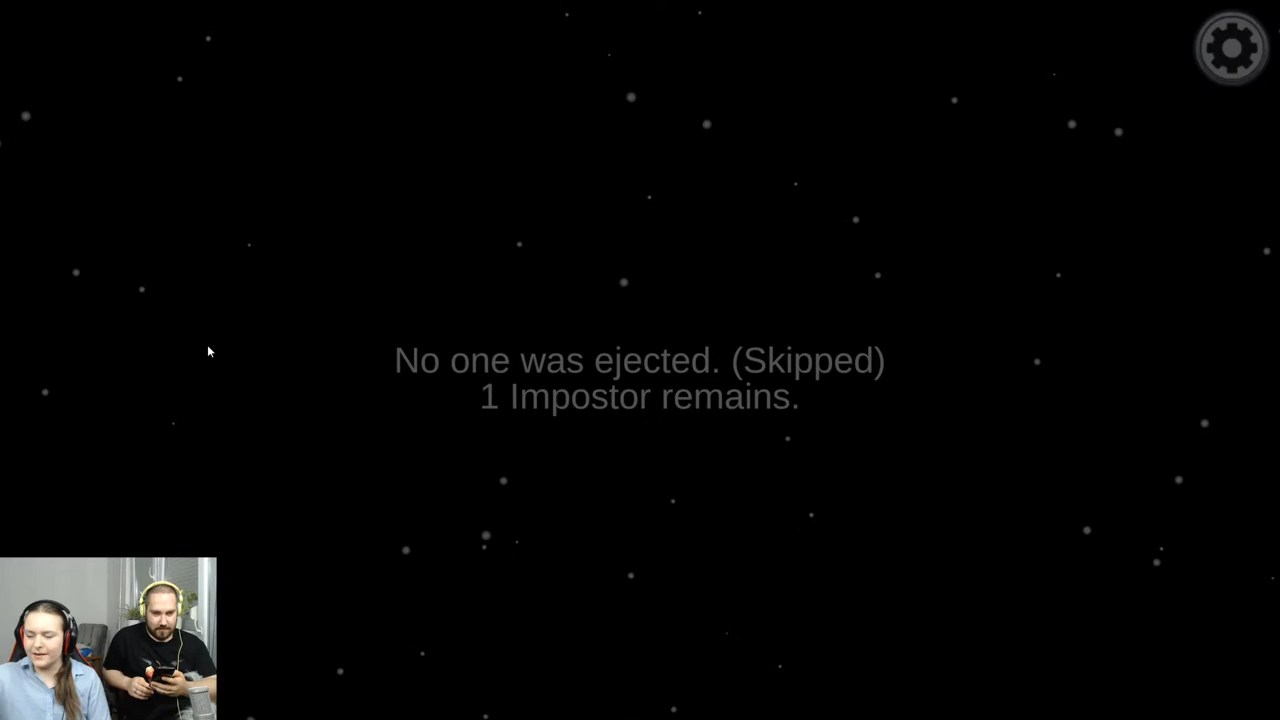 No one was ejected. (Skipped)
1 Impostor remains.